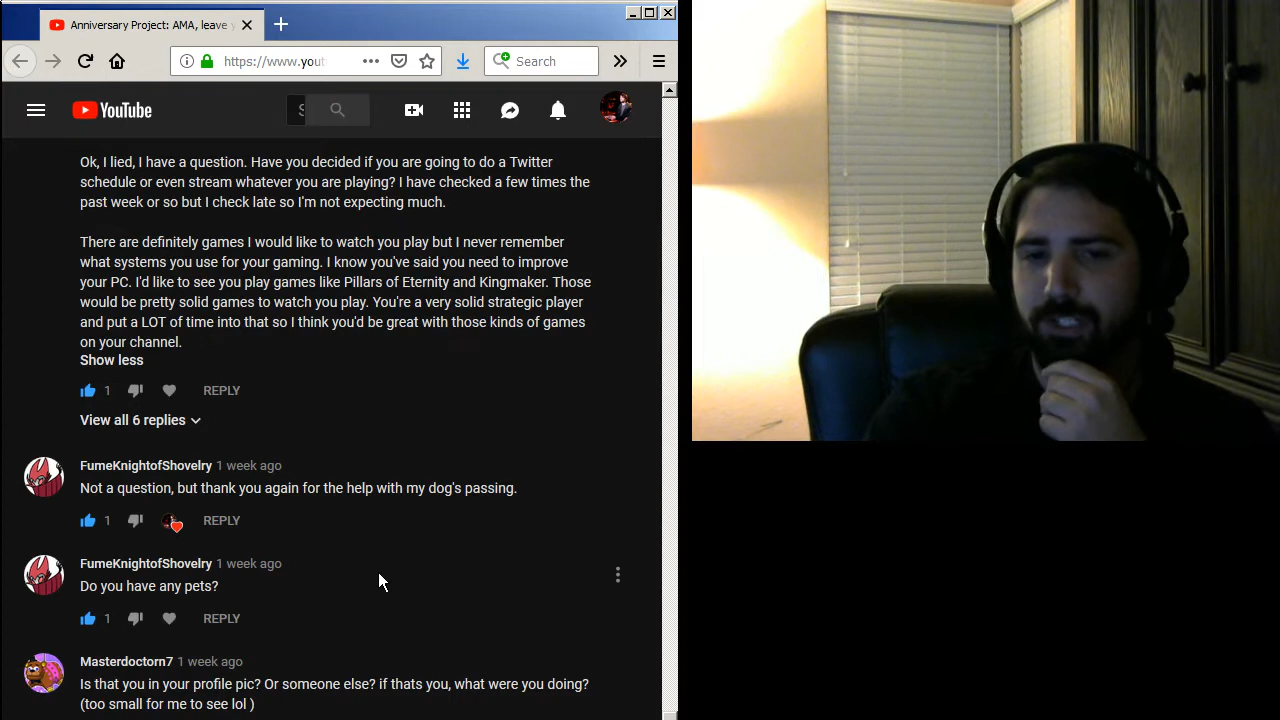 Anniversary Project: AMA, leave y
https://www.yout
Search
YouTube
S
Ok, I lied, I have a question. Have you decided if you are going to do a Twitter
schedule or even stream whatever you are playing? I have checked a few times the
past week or so but I check late so I'm not expecting much.
There are definitely games I would like to watch you play but I never remember
what systems you use for your gaming. I know you've said you need to improve
your PC. I'd like to see you play games like Pillars of Eternity and Kingmaker. Those
would be pretty solid games to watch you play. You're a very solid strategic player
and put a LOT of time into that so I think you'd be great with those kinds of games
on your channel.
Show less
1 REPLY
View all 6 replies
FumeKnightofShovelry 1 week ago
Not a question, but thank you again for the help with my dog's passing.
1 REPLY
FumeKnightofShovelry 1 week ago
Do you have any pets?
1 REPLY
Masterdoctorn7 1 week ago
Is that you in your profile pic? Or someone else? if thats you, what were you doing?
(too small for me to see lol )